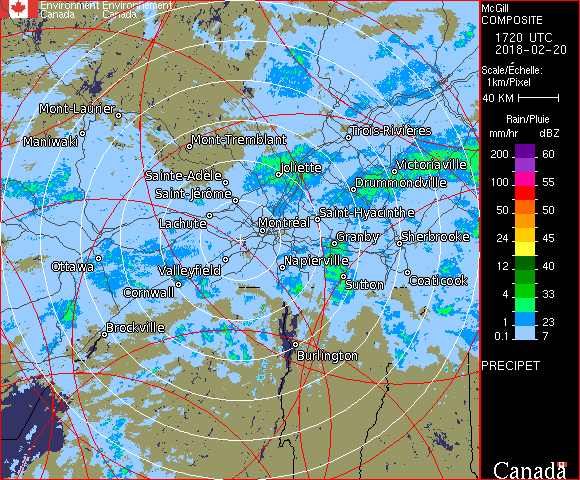 Environment Environnement
Canada Canada
McGill
COMPOSITE
1720 UTC
2018-02-20
Scale/Échelle:
1km/Pixel
40 KM
Rain/Pluie
mm/hr dBZ
200 60
100 55
50 50
24 45
12 40
4 33
1 23
0.1 7
PRECIPET
Canada
Mont-Laurier
Maniwaki
Mont-Tremblant
Trois-Rivières
Sainte-Adèle
Joliette
Victoriaville
Saint-Jérôme
Drummondville
Lachute
Montréal
Saint-Hyacinthe
Granby
Sherbrooke
Ottawa
Valleyfield
Napierville
Cornwall
Sutton
Coaticook
Brockville
Burlington